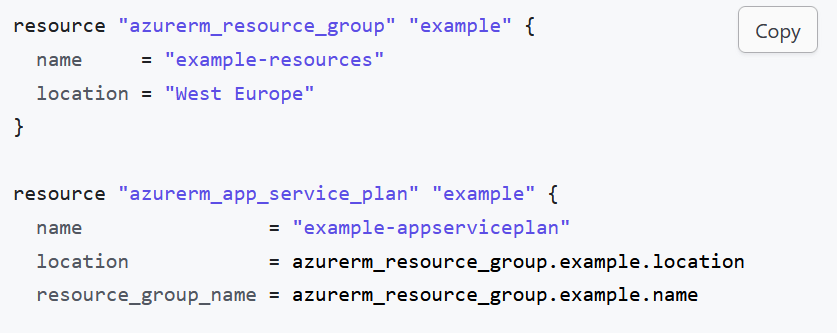 resource "azurerm_resource_group" "example" {
Copy
  name     = "example-resources"
  location = "West Europe"
}
resource "azurerm_app_service_plan" "example" {
  name                = "example-appserviceplan"
  location            = azurerm_resource_group.example.location
  resource_group_name = azurerm_resource_group.example.name